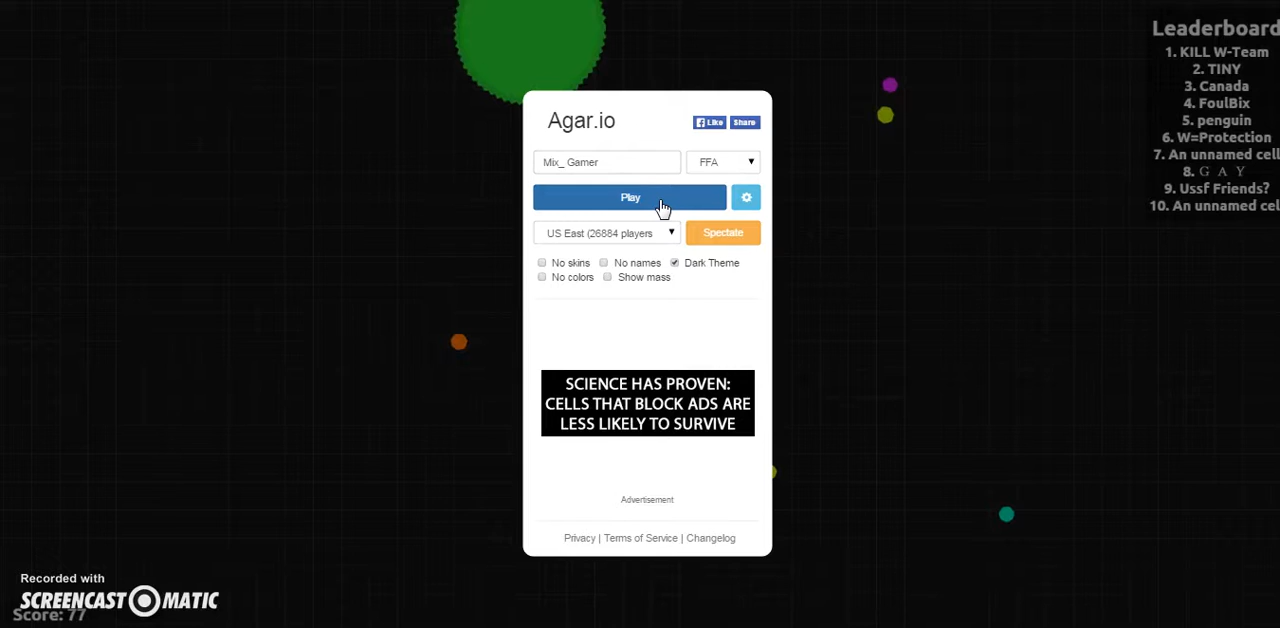 Leaderboard
1. KILL W-Team
2. TINY
3. Canada
4. FoulBix
5. penguin
6. W=Protection
7. An unnamed cell
8. G A Y
9. Ussf Friends?
10. An unnamed cel
Agar.io
Like Share
Mix_ Gamer FFA
Play
US East (26884 players Spectate
No skins No names Dark Theme
No colors Show mass
SCIENCE HAS PROVEN:
CELLS THAT BLOCK ADS ARE
LESS LIKELY TO SURVIVE
Advertisement
Privacy | Terms of Service | Changelog
Recorded with
SCREENCAST MATIC
Score: 77